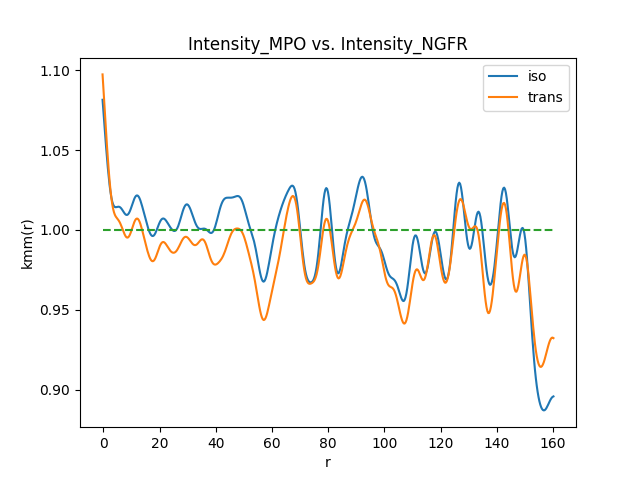 Intensity_MPO vs. Intensity_NGFR
iso
trans
1.10
1.05
1.00
0.95
0.90
kmm(r)
0 20 40 60 80 100 120 140 160
r